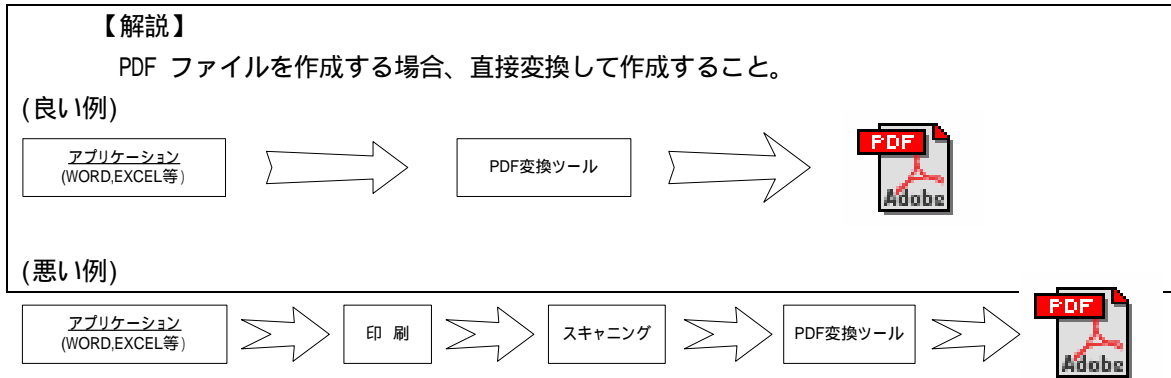 【解説】
PDF ファイルを作成する場合、直接変換して作成すること。
(良い例)
アプリケーション
(WORD,EXCEL等)
PDF変換ツール
PDF
Adobe
(悪い例)
アプリケーション
(WORD,EXCEL等)
印 刷
スキャニング
PDF変換ツール
PDF
Adobe